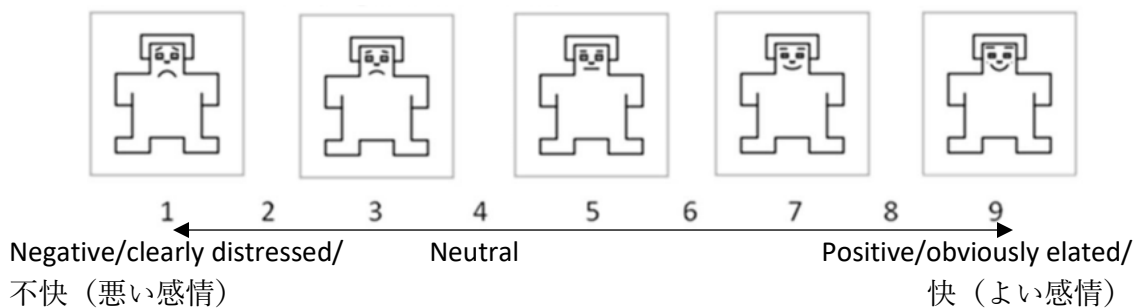 1 2 3 4 5 6 7 8 9
Negative/clearly distressed/ Neutral Positive/obviously elated/
不快（悪い感情） 快（よい感情）